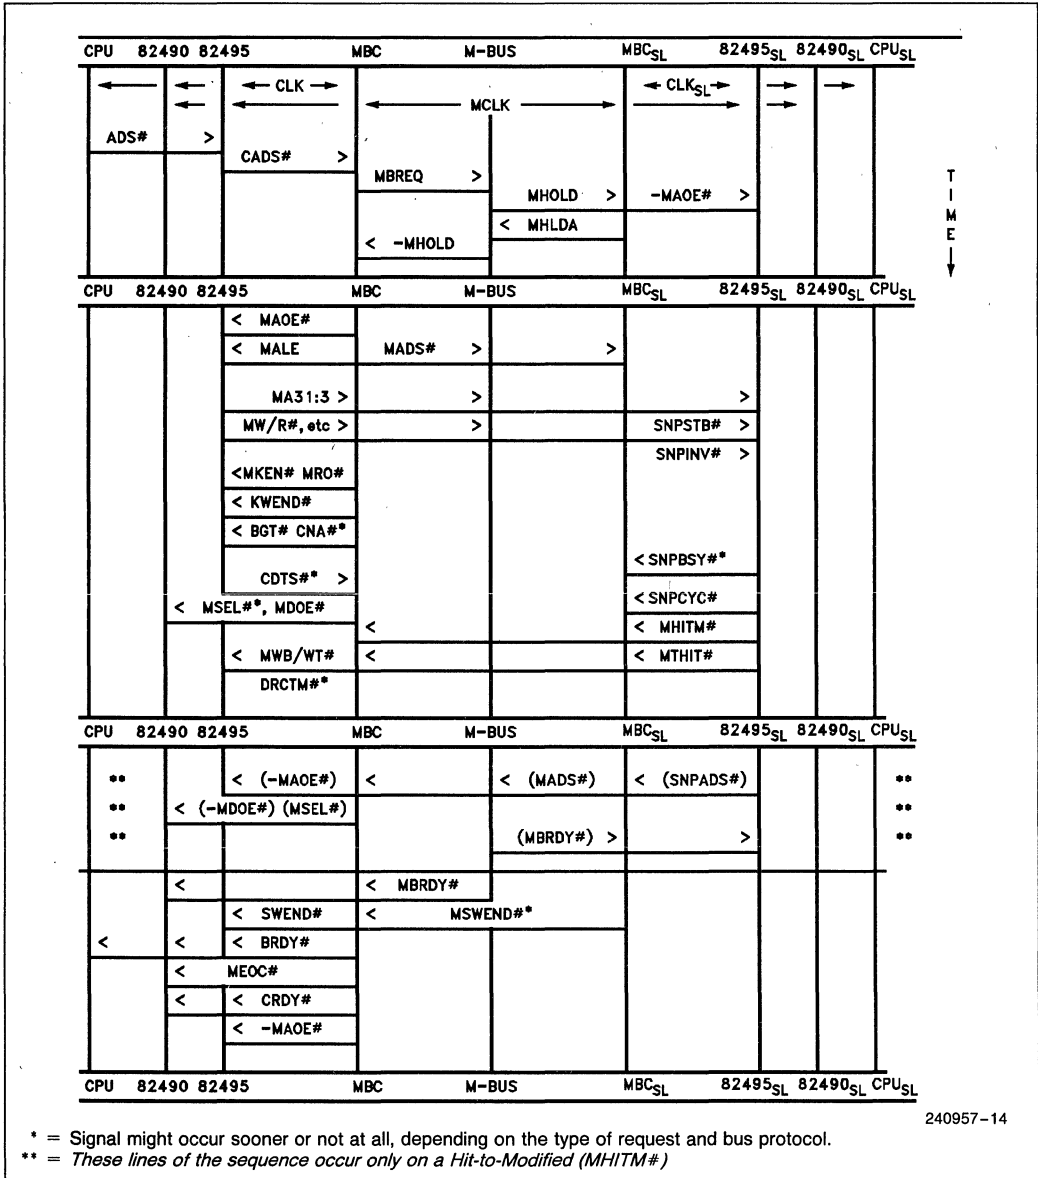 CPU 82490 82495 MBC M-BUS MBCSL 82495SL 82490SL CPUSL
← ← ← CLK → ← CLKSL → → →
← ← ← MCLK → → →
ADS# >
CADS# >
MBREQ >
MHOLD > -MAOE# >
< MHLDA
< -MHOLD
TIME ↓
CPU 82490 82495 MBC M-BUS MBCSL 82495SL 82490SL CPUSL
< MAOE#
< MALE MADS# > >
MA31:3 > > >
MW/R#, etc > > SNPSTB# >
SNPINV# >
<MKEN# MRO#
< KWEND#
< BGT# CNA#*
< SNPBSY#*
CDTS#* >
< SNPCYC#
< MSEL#*, MDOE#
< < MHITM#
< MWB/WT# < < MTHIT#
DRCTM#*
CPU 82490 82495 MBC M-BUS MBCSL 82495SL 82490SL CPUSL
** < (-MAOE#) < < (MADS#) < (SNPADS#) **
** < (-MDOE#) (MSEL#) **
** (MBRDY#) > > **
< < MBRDY#
< SWEND# < MSWEND#*
< < < BRDY#
< MEOC#
< < CRDY#
< -MAOE#
CPU 82490 82495 MBC M-BUS MBCSL 82495SL 82490SL CPUSL
240957-14
* = Signal might occur sooner or not at all, depending on the type of request and bus protocol.
** = These lines of the sequence occur only on a Hit-to-Modified (MHITM#)